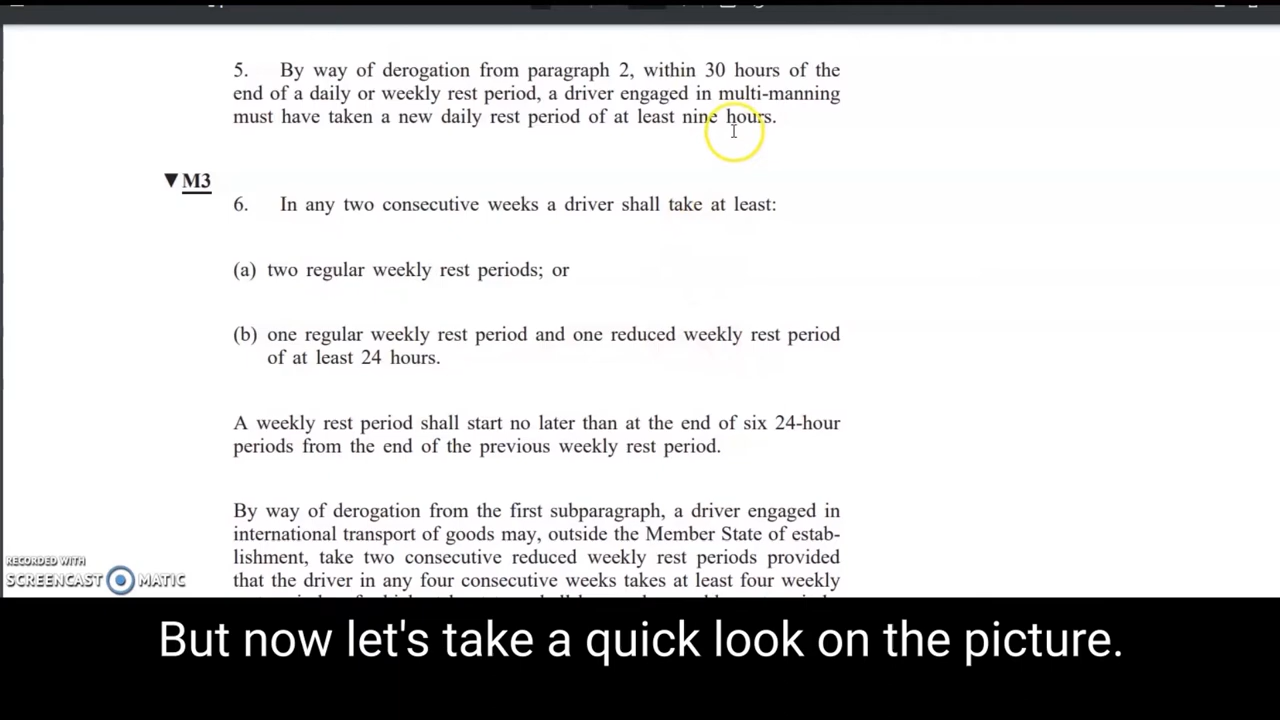 5. By way of derogation from paragraph 2, within 30 hours of the
end of a daily or weekly rest period, a driver engaged in multi-manning
must have taken a new daily rest period of at least nine hours.
▼M3
6. In any two consecutive weeks a driver shall take at least:
(a) two regular weekly rest periods; or
(b) one regular weekly rest period and one reduced weekly rest period
of at least 24 hours.
A weekly rest period shall start no later than at the end of six 24-hour
periods from the end of the previous weekly rest period.
By way of derogation from the first subparagraph, a driver engaged in
international transport of goods may, outside the Member State of estab-
lishment, take two consecutive reduced weekly rest periods provided
that the driver in any four consecutive weeks takes at least four weekly
RECORDED WITH
SCREENCAST MATIC
But now let's take a quick look on the picture.